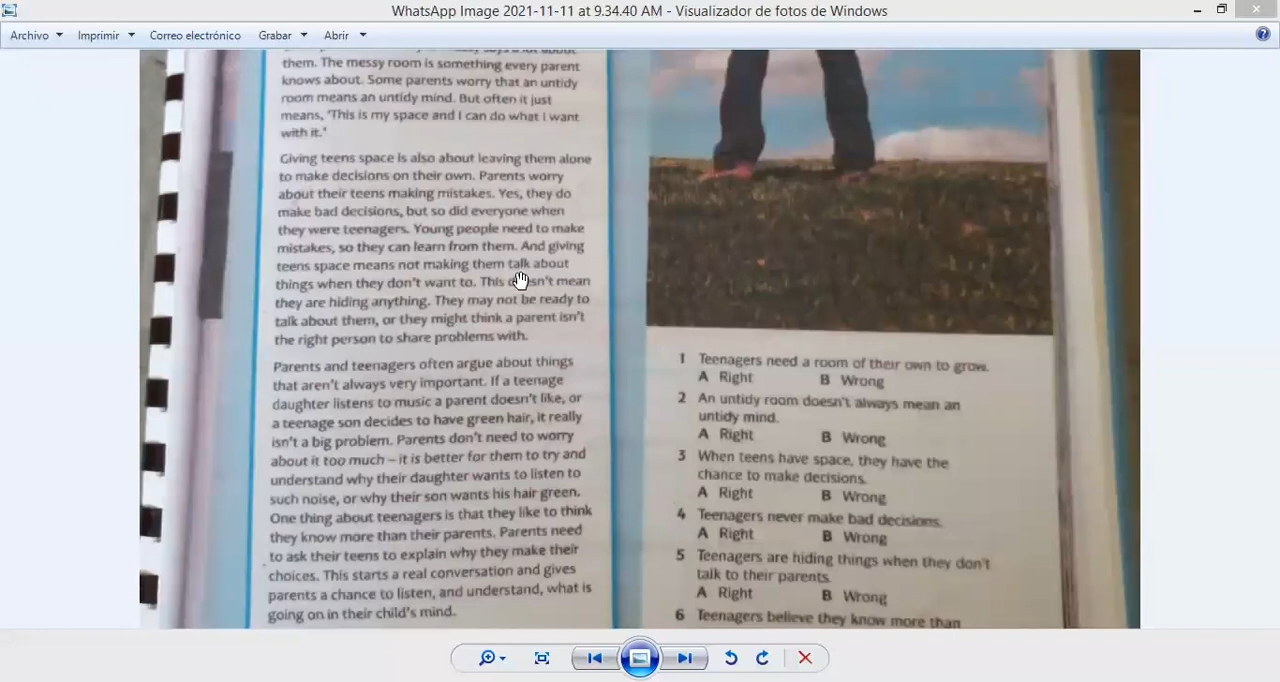 WhatsApp Image 2021-11-11 at 9.34.40 AM - Visualizador de fotos de Windows
Archivo Imprimir Correo electrónico Grabar Abrir
them. The messy room is something every parent
knows about. Some parents worry that an untidy
room means an untidy mind. But often it just
means, 'This is my space and I can do what I want
with it.'
Giving teens space is also about leaving them alone
to make decisions on their own. Parents worry
about their teens making mistakes. Yes, they do
make bad decisions, but so did everyone when
they were teenagers. Young people need to make
mistakes, so they can learn from them. And giving
teens space means not making them talk about
things when they don't want to. This doesn't mean
they are hiding anything. They may not be ready to
talk about them, or they might think a parent isn't
the right person to share problems with.
Parents and teenagers often argue about things
that aren't always very important. If a teenage
daughter listens to music a parent doesn't like, or
a teenage son decides to have green hair, it really
isn't a big problem. Parents don't need to worry
about it too much – it is better for them to try and
understand why their daughter wants to listen to
such noise, or why their son wants his hair green.
One thing about teenagers is that they like to think
they know more than their parents. Parents need
to ask their teens to explain why they make their
choices. This starts a real conversation and gives
parents a chance to listen, and understand, what is
going on in their child's mind.
1 Teenagers need a room of their own to grow.
A Right B Wrong
2 An untidy room doesn't always mean an
untidy mind.
A Right B Wrong
3 When teens have space, they have the
chance to make decisions.
A Right B Wrong
4 Teenagers never make bad decisions.
A Right B Wrong
5 Teenagers are hiding things when they don't
talk to their parents.
A Right B Wrong
6 Teenagers believe they know more than